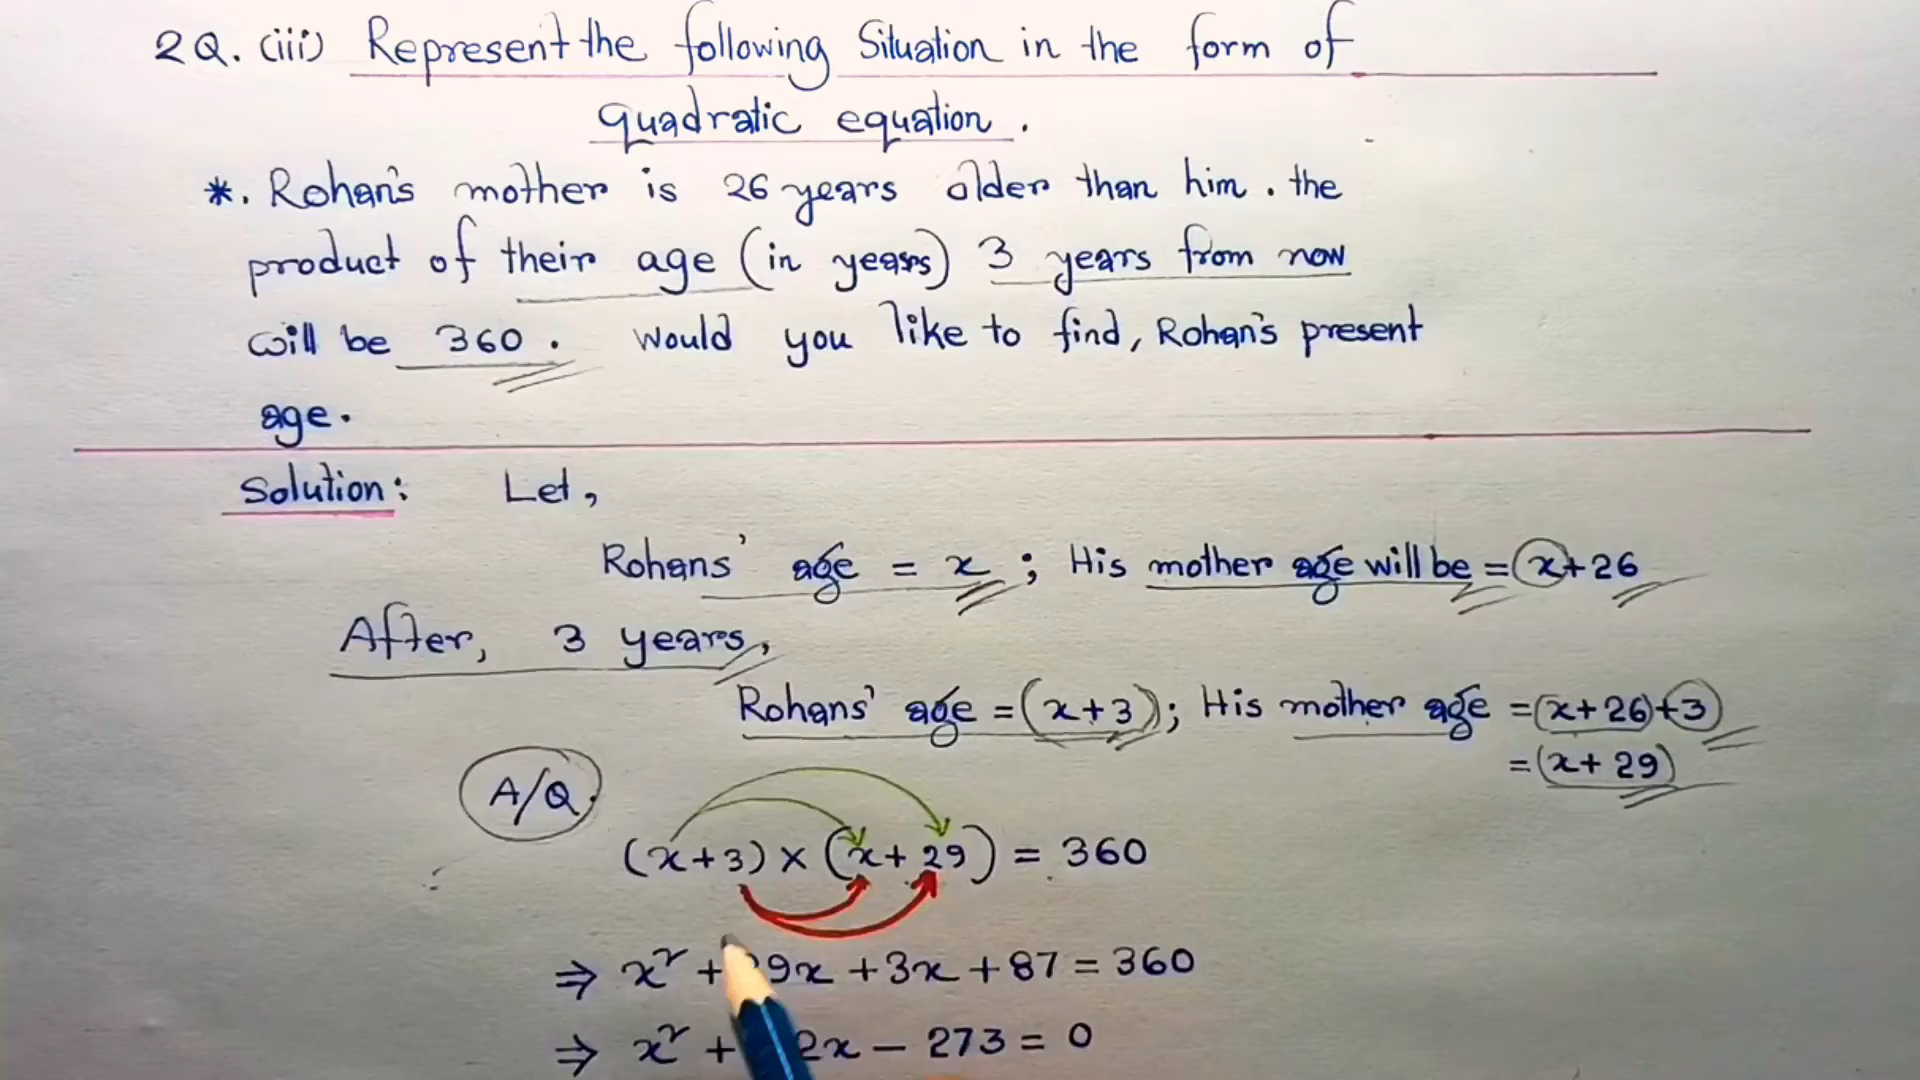 2Q. (iii) Represent the following Situation in the form of
quadratic equation.
*. Rohan's mother is 26 years older than him. the
product of their age (in years) 3 years from now
will be 360. Would you like to find, Rohan's present
age.
Solution: Let,
Rohans' age = x ; His mother age will be = x+26
After, 3 years,
Rohans' age = (x+3); His mother age = (x+26)+3
= (x+29)
A/Q.
(x+3) × (x+29) = 360
⇒ x² + 9x + 3x + 87 = 360
⇒ x² + 2x − 273 = 0